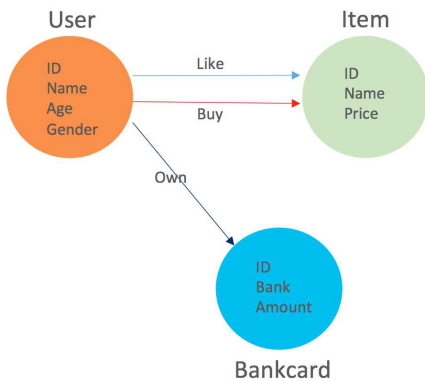 User
Item
ID
Name
Age
Gender
Like
Buy
ID
Name
Price
Own
ID
Bank
Amount
Bankcard